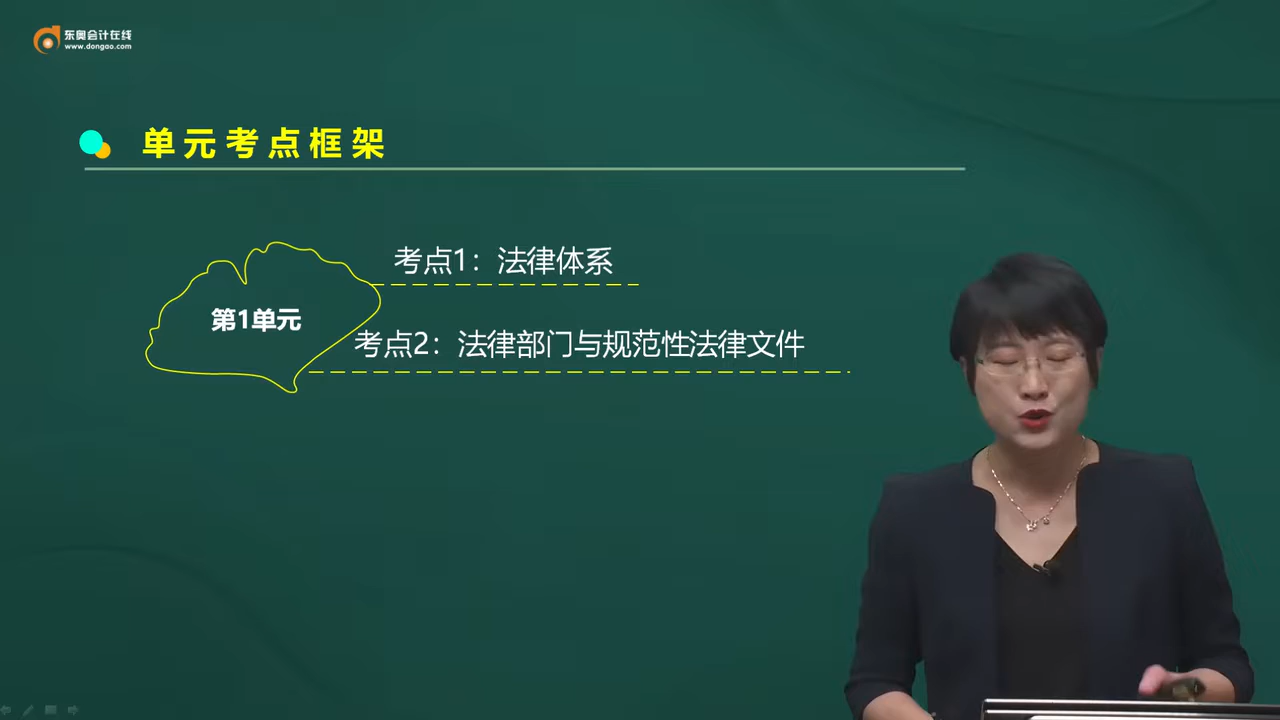 东奥会计在线
www.dongao.com
单元考点框架
考点1：法律体系
第1单元
考点2：法律部门与规范性法律文件